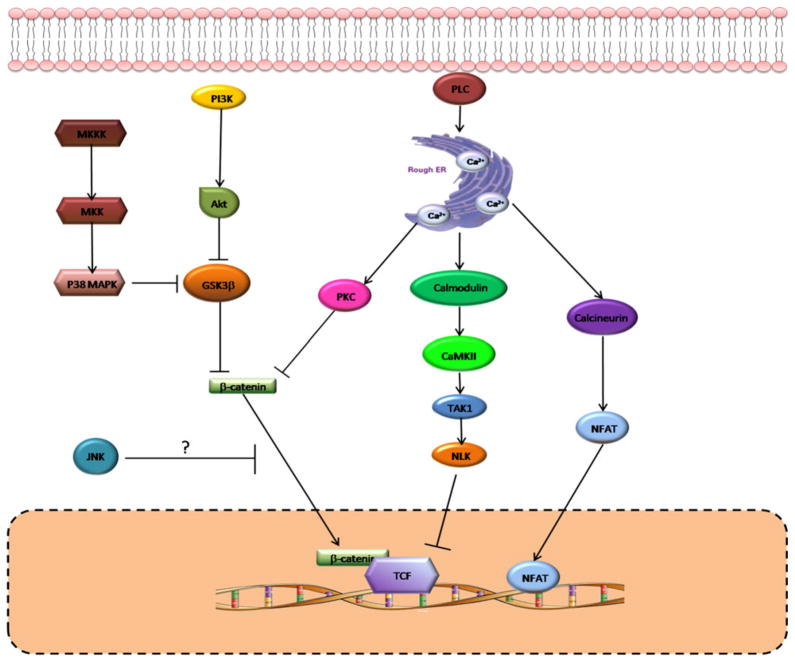 PLC
PI3K
MKKK
Ca²⁺
Rough ER
Akt
MKK
Ca²⁺
Ca²⁺
P38 MAPK
GSK3β
Calmodulin
PKC
Calcineurin
CaMKII
β-catenin
TAK1
NFAT
?
JNK
NLK
β-catenin
TCF
NFAT